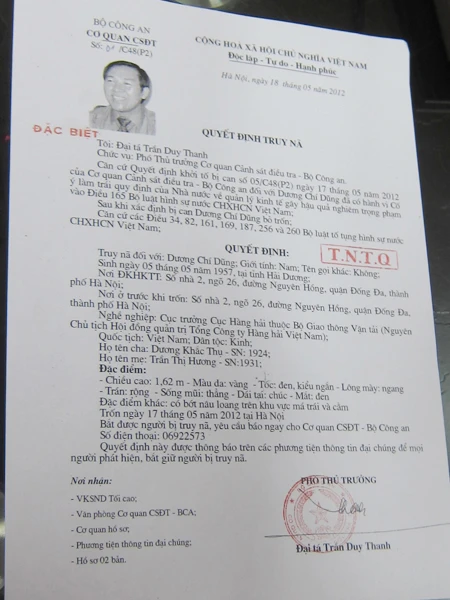 BỘ CÔNG AN
CƠ QUAN CSĐT
Số: /C48(P2)
CỘNG HOÀ XÃ HỘI CHỦ NGHĨA VIỆT NAM
Độc lập - Tự do - Hạnh phúc
Hà Nội, ngày 18 tháng 05 năm 2012
QUYẾT ĐỊNH TRUY NÃ
ĐẶC BIỆT
Tôi: Đại tá Trần Duy Thanh
Chức vụ: Phó Thủ trưởng Cơ quan Cảnh sát điều tra - Bộ Công an.
Căn cứ Quyết định khởi tố bị can số 05/C48(P2) ngày 17 tháng 05 năm 2012
của Cơ quan Cảnh sát điều tra - Bộ Công an đối với Dương Chí Dũng đã có hành vi Cố
ý làm trái quy định của Nhà nước về quản lý kinh tế gây hậu quả nghiêm trọng phạm
vào Điều 165 Bộ luật hình sự nước CHXHCN Việt Nam;
Sau khi xác định bị can Dương Chí Dũng bỏ trốn;
Căn cứ các Điều 34, 82, 161, 169, 187, 256 và 260 Bộ luật tố tụng hình sự nước
CHXHCN Việt Nam;
QUYẾT ĐỊNH:
T.N.T.Q
Truy nã đối với: Dương Chí Dũng; Giới tính: Nam; Tên gọi khác: Không;
Sinh ngày 05 tháng 05 năm 1957, tại tỉnh Hải Dương;
Nơi ĐKHKTT: Số nhà 2, ngõ 26, đường Nguyên Hồng, quận Đống Đa, thành
phố Hà Nội;
Nơi ở trước khi trốn: Số nhà 2, ngõ 26, đường Nguyên Hồng, quận Đống Đa,
thành phố Hà Nội;
Nghề nghiệp: Cục trưởng Cục Hàng hải thuộc Bộ Giao thông Vận tải (Nguyên
Chủ tịch Hội đồng quản trị Tổng Công ty Hàng hải Việt Nam);
Quốc tịch: Việt Nam; Dân tộc: Kinh;
Họ tên cha: Dương Khắc Thụ - SN: 1924;
Họ tên mẹ: Trần Thị Hương - SN:1931;
Đặc điểm:
- Chiều cao: 1,62 m - Màu da: vàng - Tóc: đen, kiểu ngắn - Lông mày: ngang
- Trán: rộng - Sống mũi: thẳng - Dái tai: chúc - Mắt: đen
Đặc điểm khác: có bớt nâu loang trên khu vực má trái và cằm
Trốn ngày 17 tháng 05 năm 2012 tại Hà Nội
Bắt được người bị truy nã, yêu cầu báo ngay cho Cơ quan CSĐT - Bộ Công an
Số điện thoại: 06922573
Quyết định này được thông báo trên các phương tiện thông tin đại chúng để mọi
người phát hiện, bắt giữ người bị truy nã.
Nơi nhận:
- VKSND Tối cao;
- Văn phòng Cơ quan CSĐT - BCA;
- Cơ quan hồ sơ;
- Phương tiện thông tin đại chúng;
- Hồ sơ 02 bản.
PHÓ THỦ TRƯỞNG
Đại tá Trần Duy Thanh